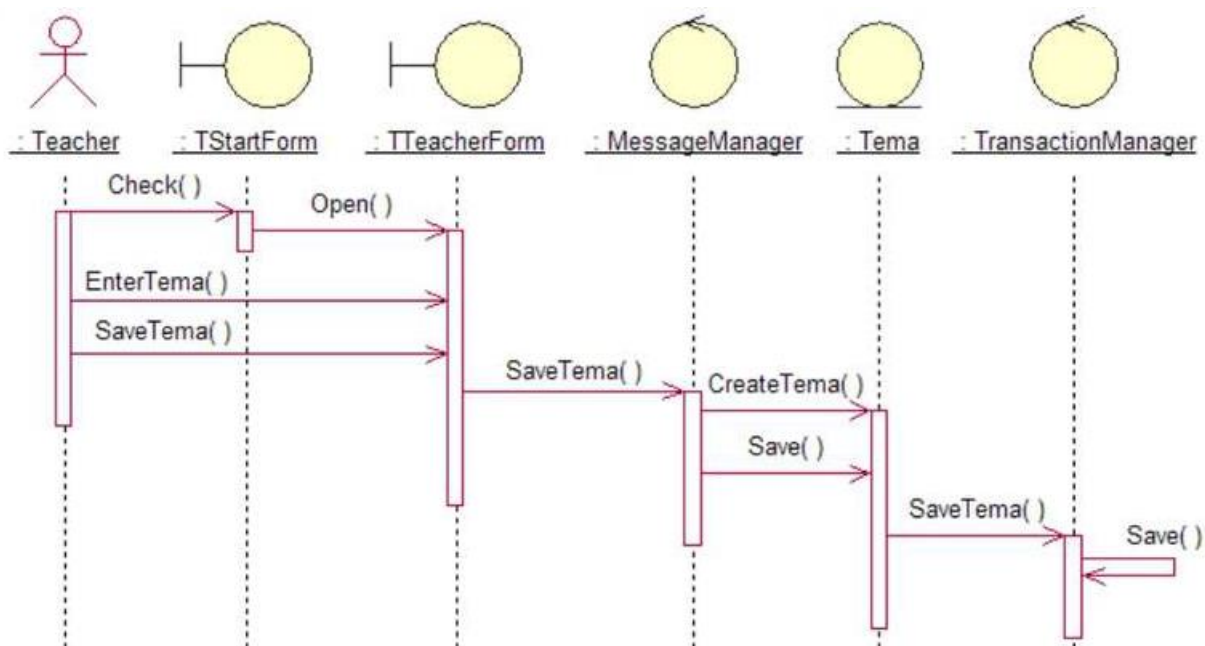 : Teacher
: TStartForm
: TTeacherForm
: MessageManager
: Tema
: TransactionManager
Check( )
Open( )
EnterTema( )
SaveTema( )
SaveTema( )
CreateTema( )
Save( )
SaveTema( )
Save( )